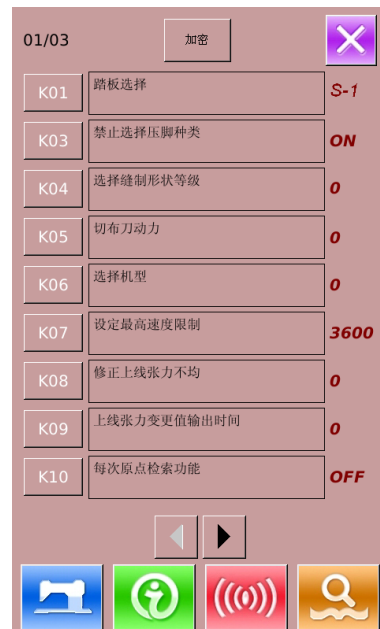 01/03 加密
K01 踏板选择 S-1
K03 禁止选择压脚种类 ON
K04 选择缝制形状等级 0
K05 切布刀动力 0
K06 选择机型 0
K07 设定最高速度限制 3600
K08 修正上线张力不均 0
K09 上线张力变更值输出时间 0
K10 每次原点检索功能 OFF